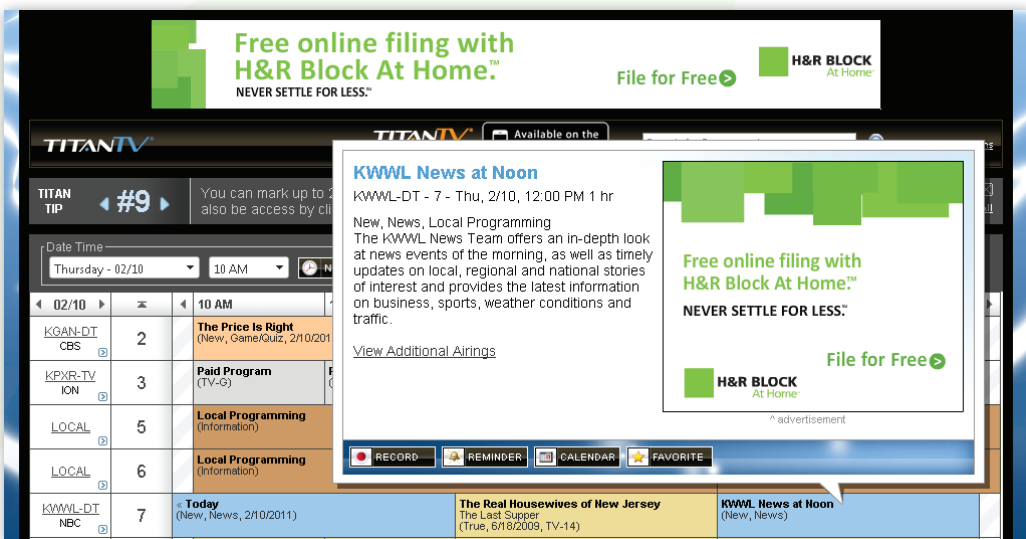 Free online filing with
H&R Block At Home.™
NEVER SETTLE FOR LESS.™
File for Free
H&R BLOCK
At Home™
TITANTV®
TITANTV®
Available on the
TITAN
TIP
#9
You can mark up to
also be access by cli
KWWL News at Noon
KWWL-DT - 7 - Thu, 2/10, 12:00 PM 1 hr
New, News, Local Programming
The KWWL News Team offers an in-depth look
at news events of the morning, as well as timely
updates on local, regional and national stories
of interest and provides the latest information
on business, sports, weather conditions and
traffic.
View Additional Airings
Free online filing with
H&R Block At Home™
NEVER SETTLE FOR LESS.™
File for Free
H&R BLOCK
At Home™
^ advertisement
RECORD
REMINDER
CALENDAR
FAVORITE
Date Time
Thursday - 02/10
10 AM
02/10
10 AM
KGAN-DT
CBS
2
The Price Is Right
(New, Game/Quiz, 2/10/201
KPXR-TV
ION
3
Paid Program
(TV-G)
LOCAL
5
Local Programming
(Information)
LOCAL
6
Local Programming
(Information)
KWWL-DT
NBC
7
« Today
(New, News, 2/10/2011)
The Real Housewives of New Jersey
The Last Supper
(True, 6/18/2009, TV-14)
KWWL News at Noon
(New, News)